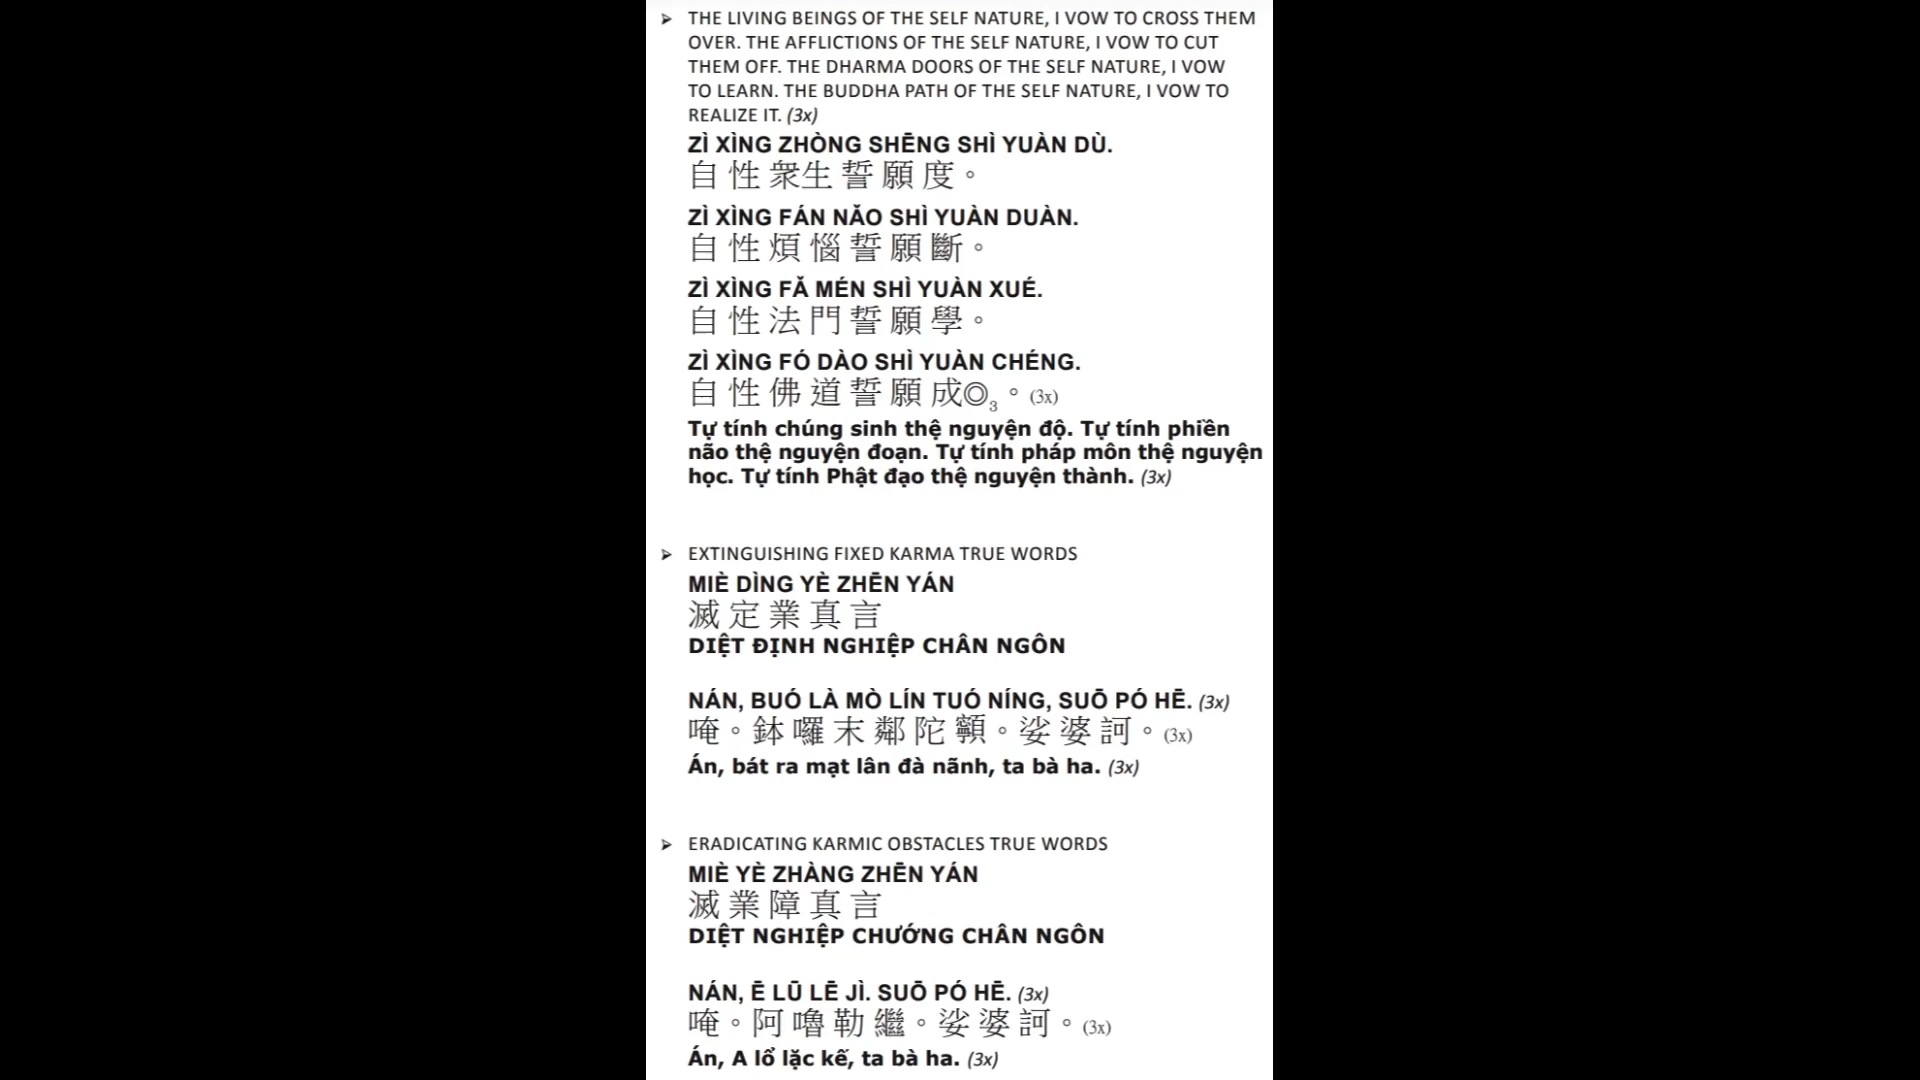 ➢ THE LIVING BEINGS OF THE SELF NATURE, I VOW TO CROSS THEM
OVER. THE AFFLICTIONS OF THE SELF NATURE, I VOW TO CUT
THEM OFF. THE DHARMA DOORS OF THE SELF NATURE, I VOW
TO LEARN. THE BUDDHA PATH OF THE SELF NATURE, I VOW TO
REALIZE IT. (3x)
ZÌ XÌNG ZHÒNG SHĒNG SHÌ YUÀN DÙ.
自 性 衆生 誓 願 度。
ZÌ XÌNG FÁN NǍO SHÌ YUÀN DUÀN.
自 性 煩 惱 誓 願 斷。
ZÌ XÌNG FǍ MÉN SHÌ YUÀN XUÉ.
自 性 法 門 誓 願 學。
ZÌ XÌNG FÓ DÀO SHÌ YUÀN CHÉNG.
自 性 佛 道 誓 願 成◎3 。(3x)
Tự tính chúng sinh thệ nguyện độ. Tự tính phiền
não thệ nguyện đoạn. Tự tính pháp môn thệ nguyện
học. Tự tính Phật đạo thệ nguyện thành. (3x)
➢ EXTINGUISHING FIXED KARMA TRUE WORDS
MIÈ DÌNG YÈ ZHĒN YÁN
滅 定 業 真 言
DIỆT ĐỊNH NGHIỆP CHÂN NGÔN
NÁN, BUÓ LÀ MÒ LÍN TUÓ NÍNG, SUŌ PÓ HĒ. (3x)
唵。鉢 囉 末 鄰 陀 顙。娑 婆 訶。(3x)
Án, bát ra mạt lân đà nãnh, ta bà ha. (3x)
➢ ERADICATING KARMIC OBSTACLES TRUE WORDS
MIÈ YÈ ZHÀNG ZHĒN YÁN
滅 業 障 真 言
DIỆT NGHIỆP CHƯỚNG CHÂN NGÔN
NÁN, Ē LŪ LĒ JÌ. SUŌ PÓ HĒ. (3x)
唵。阿 嚕 勒 繼。娑 婆 訶。(3x)
Án, A lổ lặc kế, ta bà ha. (3x)